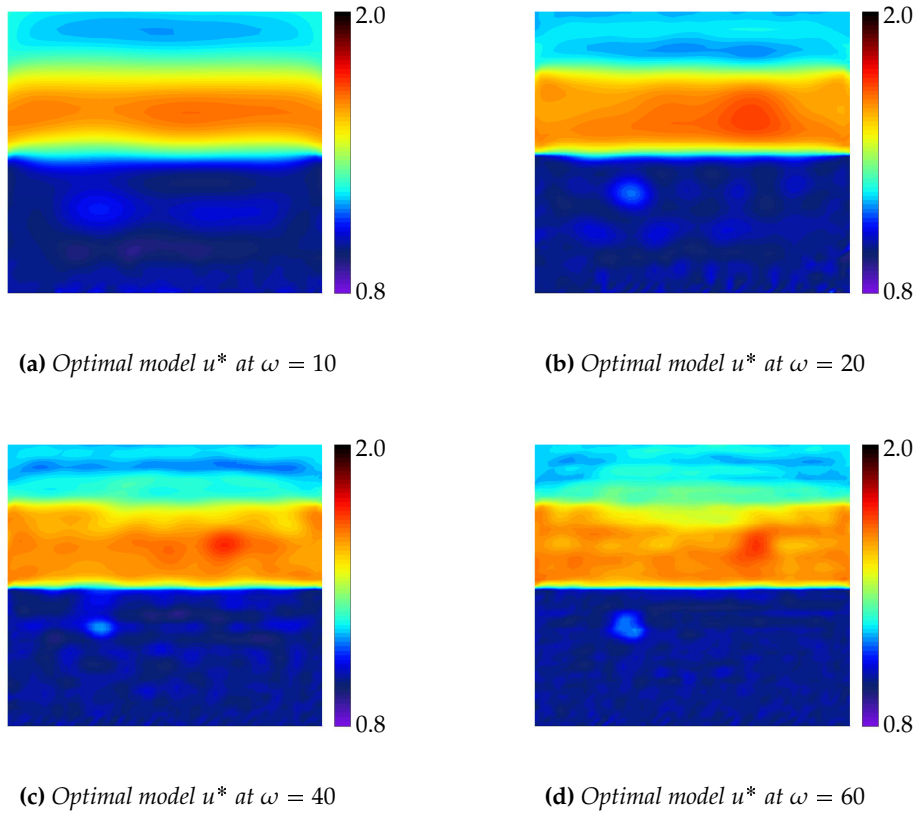 2.0
0.8
2.0
0.8
(a) Optimal model u* at ω = 10
(b) Optimal model u* at ω = 20
2.0
0.8
2.0
0.8
(c) Optimal model u* at ω = 40
(d) Optimal model u* at ω = 60